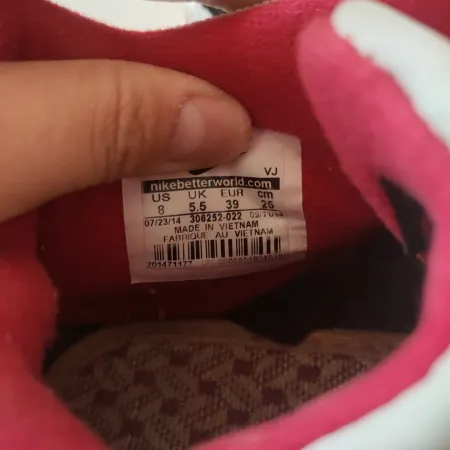 VJ
nikebetterworld.com
US UK EUR cm
8 5.5 39 25
07/23/14 306252-022
MADE IN VIETNAM
FABRIQUE AU VIETNAM